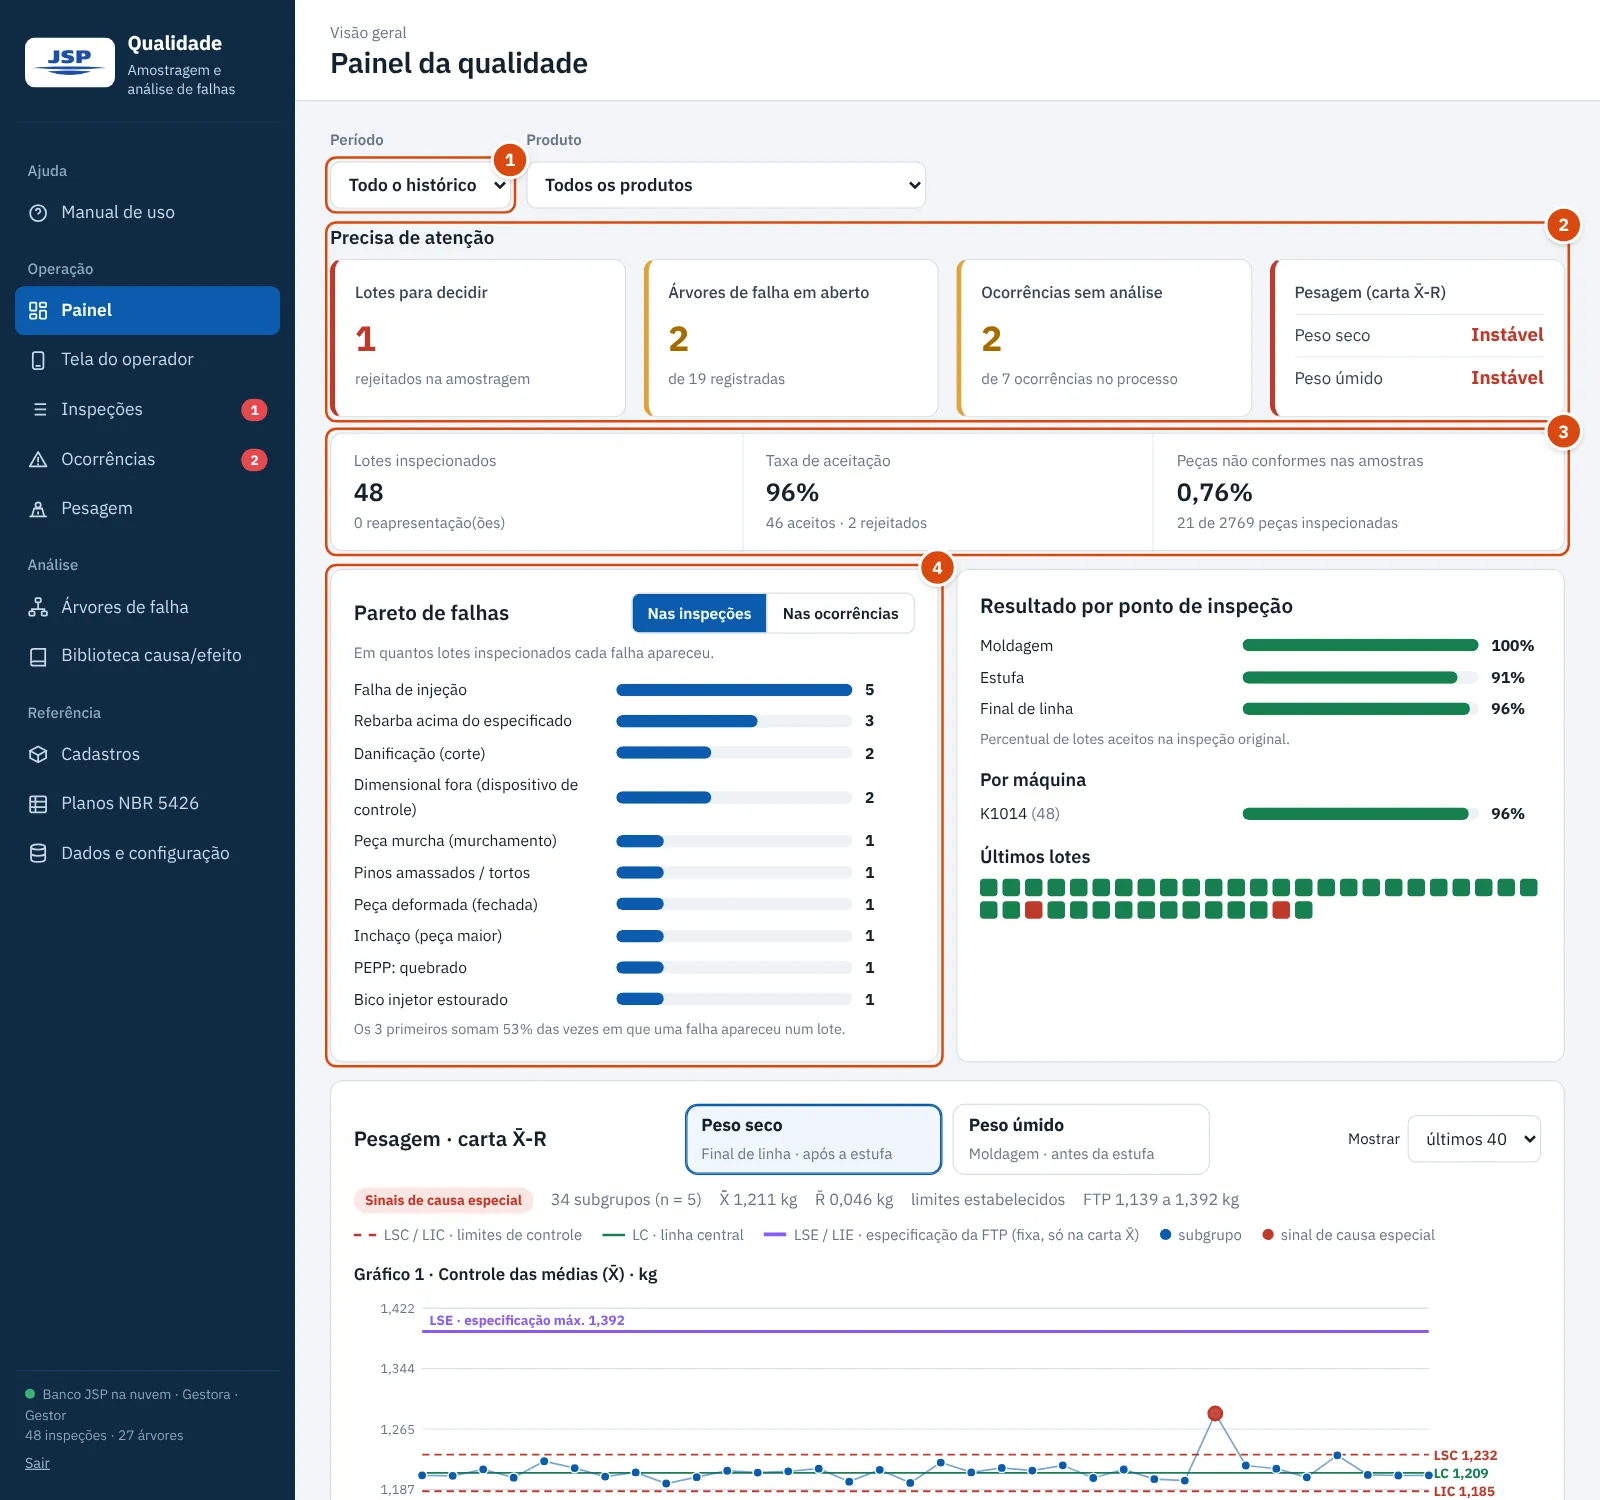 JSP
Qualidade
Amostragem e
análise de falhas
Ajuda
Manual de uso
Operação
Painel
Tela do operador
Inspeções 1
Ocorrências 2
Pesagem
Análise
Árvores de falha
Biblioteca causa/efeito
Referência
Cadastros
Planos NBR 5426
Dados e configuração
Banco JSP na nuvem · Gestora ·
Gestor
48 inspeções · 27 árvores
Sair
Visão geral
Painel da qualidade
Período
Produto
1
Todo o histórico
Todos os produtos
2
Precisa de atenção
Lotes para decidir
1
rejeitados na amostragem
Árvores de falha em aberto
2
de 19 registradas
Ocorrências sem análise
2
de 7 ocorrências no processo
Pesagem (carta X̄-R)
Peso seco Instável
Peso úmido Instável
3
Lotes inspecionados
48
0 reapresentação(ões)
Taxa de aceitação
96%
46 aceitos · 2 rejeitados
Peças não conformes nas amostras
0,76%
21 de 2769 peças inspecionadas
4
Pareto de falhas
Nas inspeções
Nas ocorrências
Em quantos lotes inspecionados cada falha apareceu.
Falha de injeção 5
Rebarba acima do especificado 3
Danificação (corte) 2
Dimensional fora (dispositivo de
controle) 2
Peça murcha (murchamento) 1
Pinos amassados / tortos 1
Peça deformada (fechada) 1
Inchaço (peça maior) 1
PEPP: quebrado 1
Bico injetor estourado 1
Os 3 primeiros somam 53% das vezes em que uma falha apareceu num lote.
Resultado por ponto de inspeção
Moldagem 100%
Estufa 91%
Final de linha 96%
Percentual de lotes aceitos na inspeção original.
Por máquina
K1014 (48) 96%
Últimos lotes
Pesagem · carta X̄-R
Peso seco
Final de linha · após a estufa
Peso úmido
Moldagem · antes da estufa
Mostrar
últimos 40
Sinais de causa especial
34 subgrupos (n = 5)
X̄ 1,211 kg
R̄ 0,046 kg
limites estabelecidos
FTP 1,139 a 1,392 kg
LSC / LIC · limites de controle
LC · linha central
LSE / LIE · especificação da FTP (fixa, só na carta X̄)
subgrupo
sinal de causa especial
Gráfico 1 · Controle das médias (X̄) · kg
1,422
LSE · especificação máx. 1,392
1,344
1,265
LSC 1,232
LC 1,209
1,187
LIC 1,185